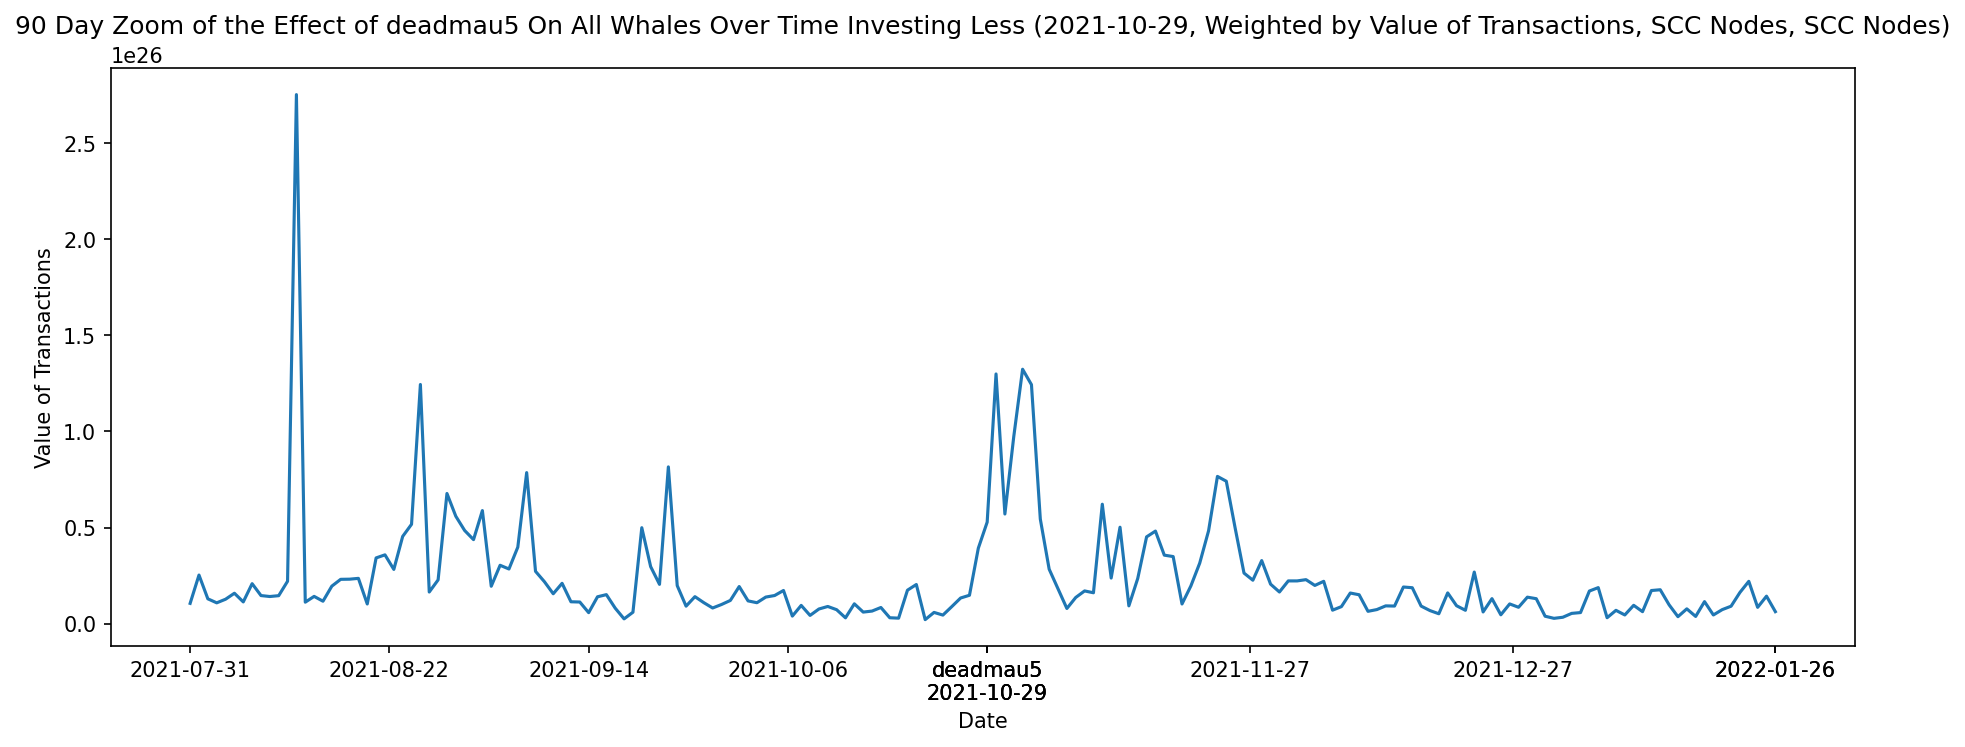 90 Day Zoom of the Effect of deadmau5 On All Whales Over Time Investing Less (2021-10-29, Weighted by Value of Transactions, SCC Nodes, SCC Nodes)
1e26
2.5
2.0
1.5
1.0
0.5
0.0
Value of Transactions
2021-07-31 2021-08-22 2021-09-14 2021-10-06 deadmau5 2021-11-27 2021-12-27 2022-01-26
2021-10-29
Date